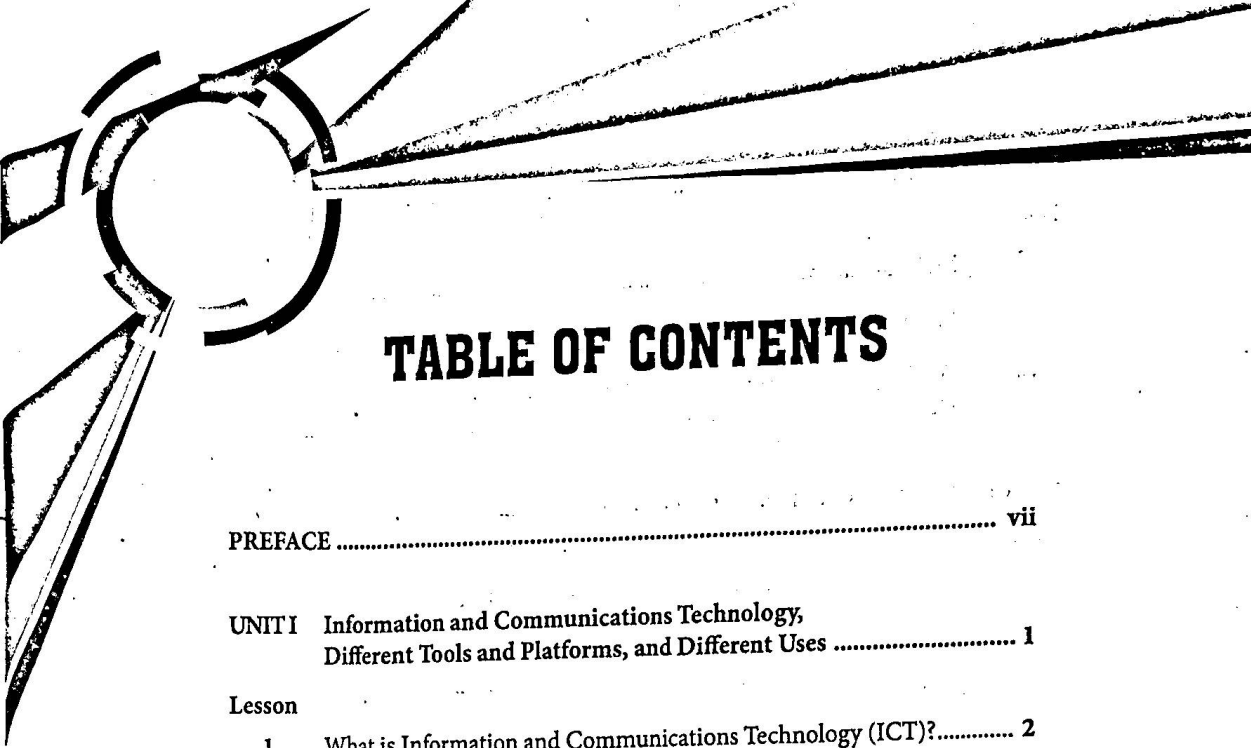 TABLE OF CONTENTS
PREFACE ........................................................................................................ vii
UNIT I Information and Communications Technology,
Different Tools and Platforms, and Different Uses ............................ 1
Lesson
1 What is Information and Communications Technology (ICT)?............. 2